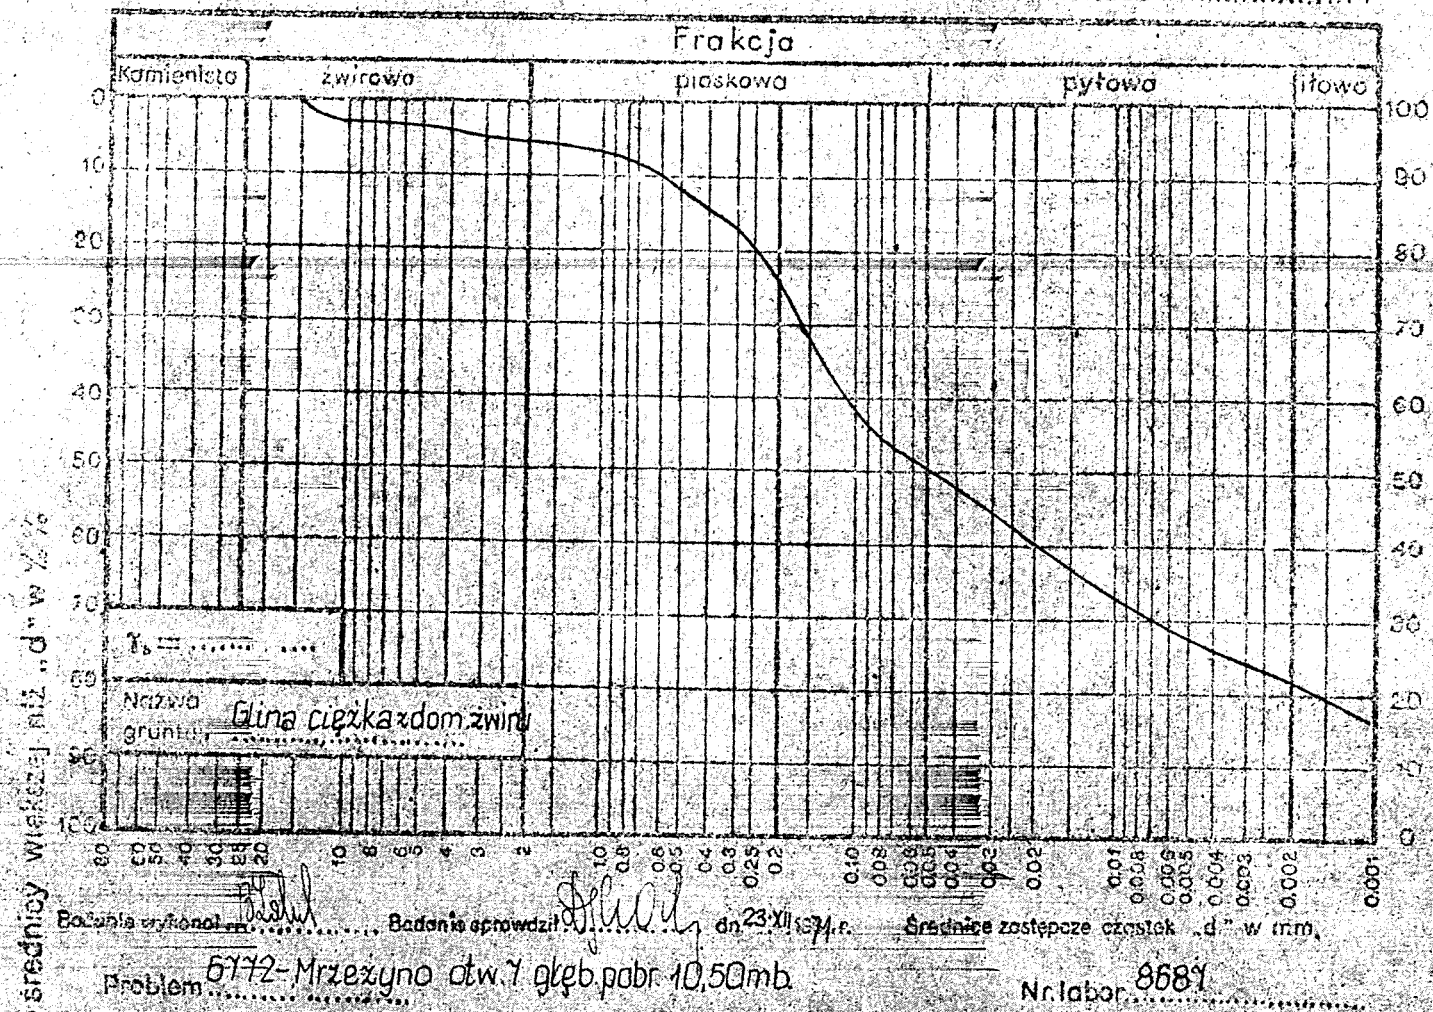 Frakcja
Kamienista żwirowa piaskowa pyłowa iłowa
0 100
10 90
20 80
30 70
40 60
50 50
60 40
70 30
80 20
90 10
100 0
średnicy większej niż „d" w %%
γs = ...... . ....
Nazwa
gruntu Glina ciężka z dom. żwiru
80 60 50 40 30 25 20 10 8 6 5 4 3 2 1.0 0.8 0.6 0.5 0.4 0.3 0.25 0.2 0.10 0.08 0.06 0.05 0.04 0.03 0.02 0.01 0.008 0.006 0.005 0.004 0.003 0.002 0.001
Badanie wykonał Badanie sprawdził dn 23.XII 1971.r. Średnice zastępcze cząstek „d" w mm.
Problem 6772-Mrzeżyno otw.7 głęb.pobr. 10,50mb. Nr.labor. 8687